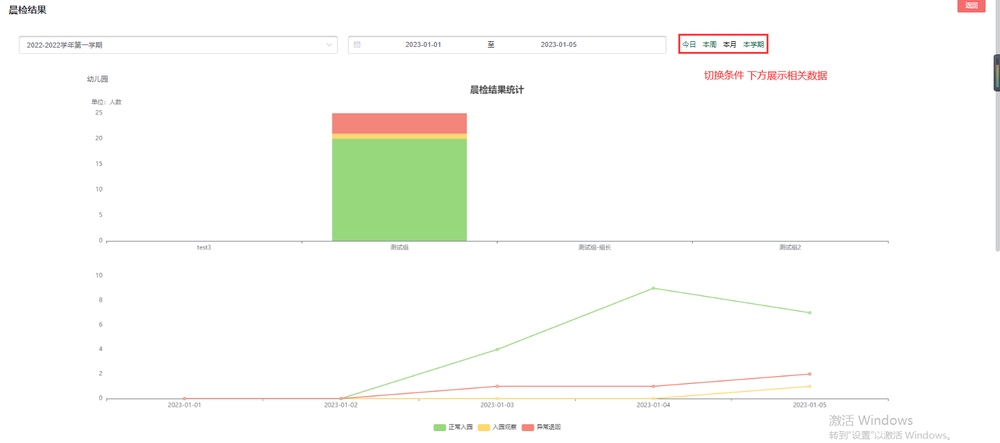 晨检结果
返回
2022-2022学年第一学期
2023-01-01 至 2023-01-05
今日 本周 本月 本学期
切换条件 下方展示相关数据
幼儿园
晨检结果统计
单位：人数
25
20
15
10
5
0
test3 测试组 测试组-组长 测试组2
10
8
6
4
2
0
2023-01-01 2023-01-02 2023-01-03 2023-01-04 2023-01-05
正常入园 入园观察 异常退回
激活 Windows
转到“设置”以激活 Windows。